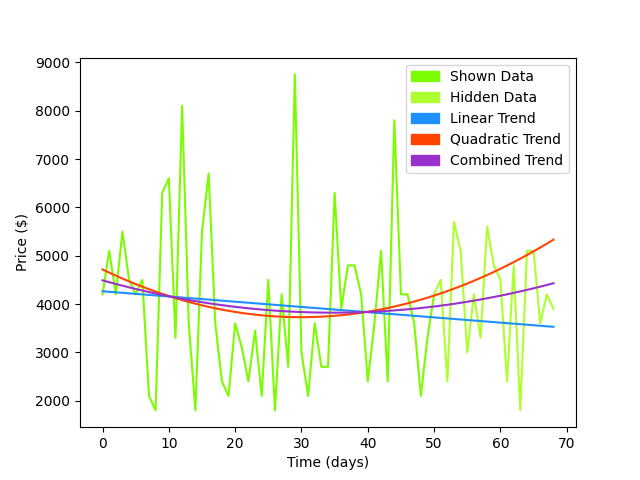 9000
8000
7000
6000
5000
4000
3000
2000
Price ($)
Shown Data
Hidden Data
Linear Trend
Quadratic Trend
Combined Trend
0 10 20 30 40 50 60 70
Time (days)